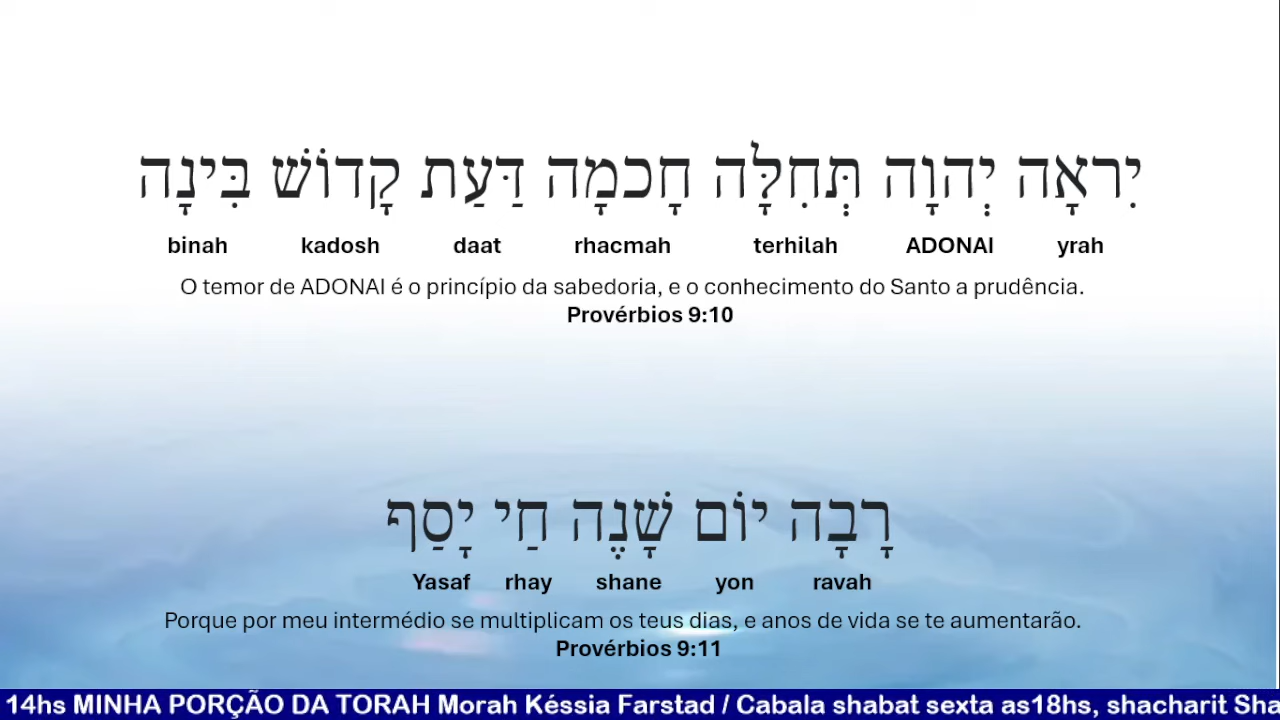 יִראָה יְהוָה תְּחִלָּה חָכמָה דַּעַת קָדוֹשׁ בִּינָה
binah kadosh daat rhacmah terhilah ADONAI yrah
O temor de ADONAI é o princípio da sabedoria, e o conhecimento do Santo a prudência.
Provérbios 9:10
רָבָה יוֹם שָׁנֶה חַי יָסַף
Yasaf rhay shane yon ravah
Porque por meu intermédio se multiplicam os teus dias, e anos de vida se te aumentarão.
Provérbios 9:11
14hs MINHA PORÇÃO DA TORAH Morah Késsia Farstad / Cabala shabat sexta as18hs, shacharit Sha